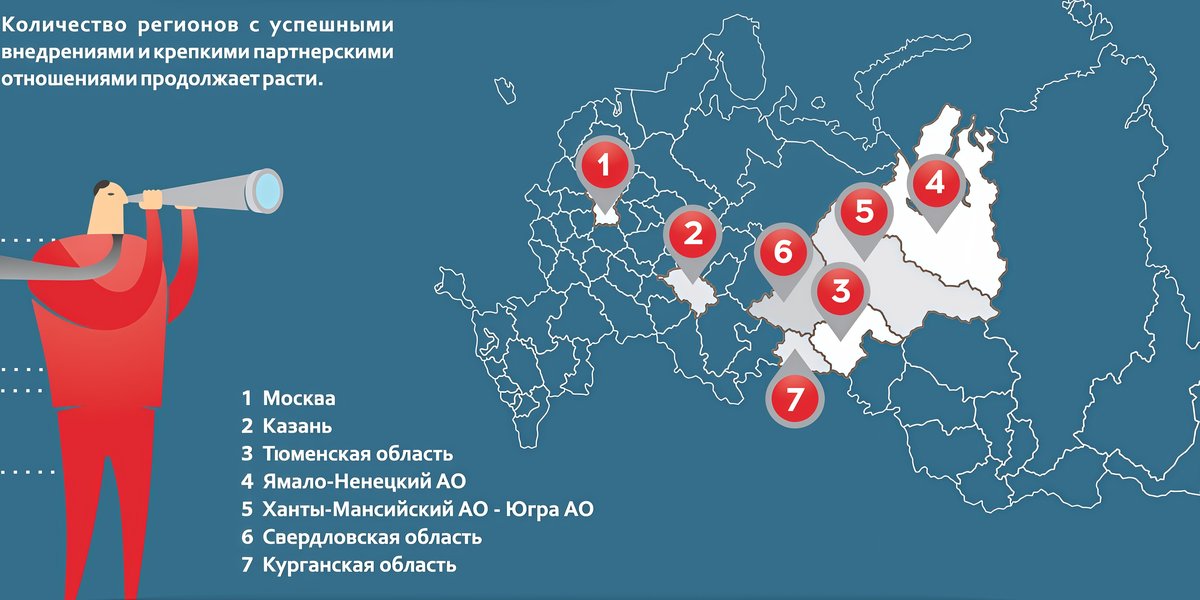 Количество регионов с успешными
внедрениями и крепкими партнерскими
отношениями продолжает расти.
1
2
3
4
5
6
7
1 Москва
2 Казань
3 Тюменская область
4 Ямало-Ненецкий АО
5 Ханты-Мансийский АО - Югра АО
6 Свердловская область
7 Курганская область